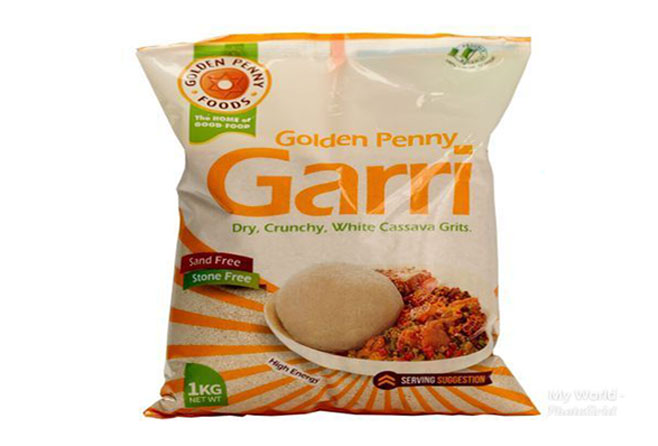 GOLDEN PENNY
FOODS
The HOME of
GOOD FOOD
Golden Penny
Garri
Dry, Crunchy, White Cassava Grits.
Sand Free
Stone Free
High Energy
1KG
NET WT
SERVING SUGGESTION
My World -